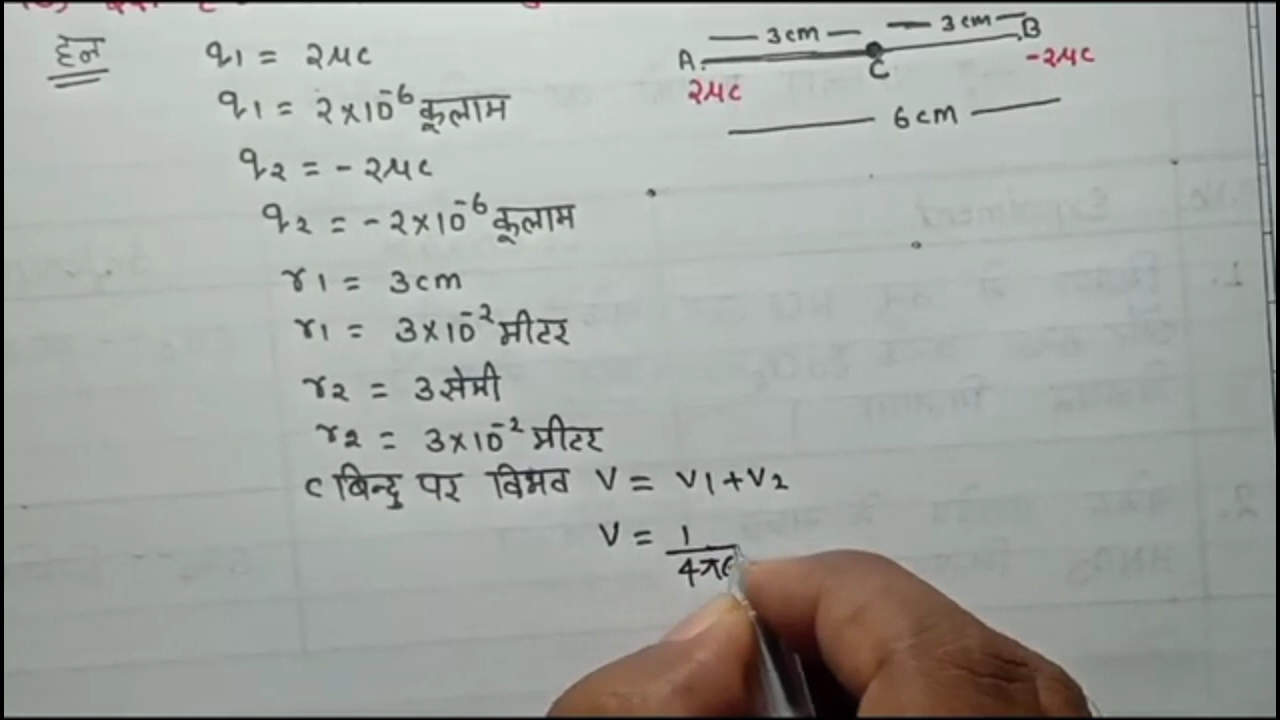 हल
q1 = 2μc
q1 = 2×10⁻⁶ कूलाम
q2 = - 2μc
q2 = - 2×10⁻⁶ कूलाम
r1 = 3cm
r1 = 3×10⁻² मीटर
r2 = 3 सेमी
r2 = 3×10⁻² मीटर
c बिन्दु पर विभव V = V1 + V2
V = 1/4π
3cm 3cm
A B
C
2μc -2μc
6cm